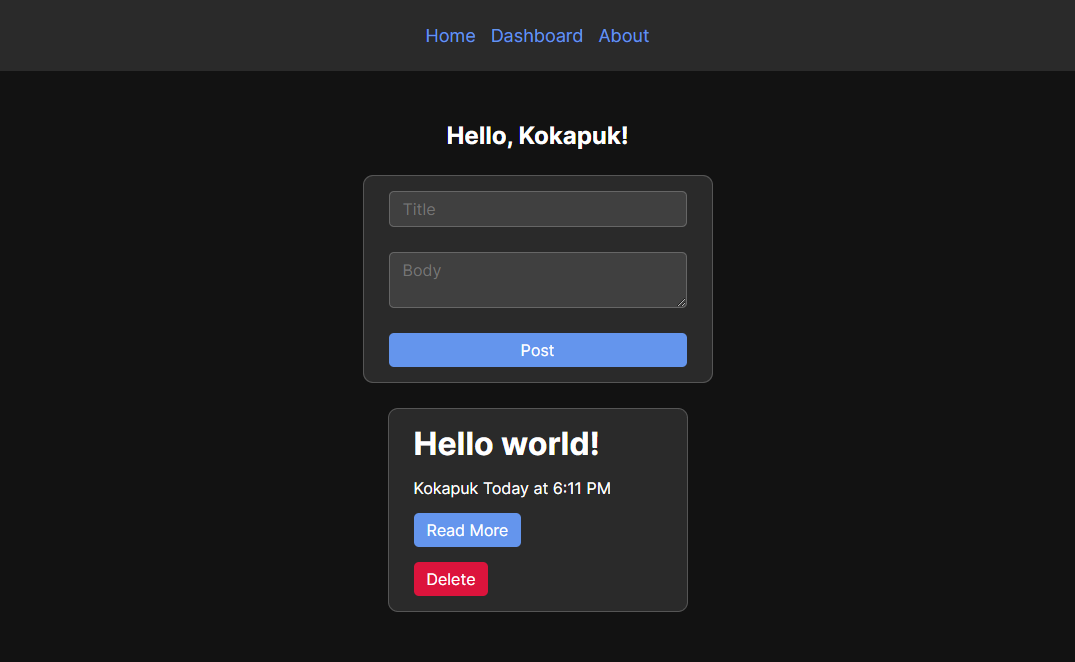 Home Dashboard About
Hello, Kokapuk!
Title
Body
Post
Hello world!
Kokapuk Today at 6:11 PM
Read More
Delete